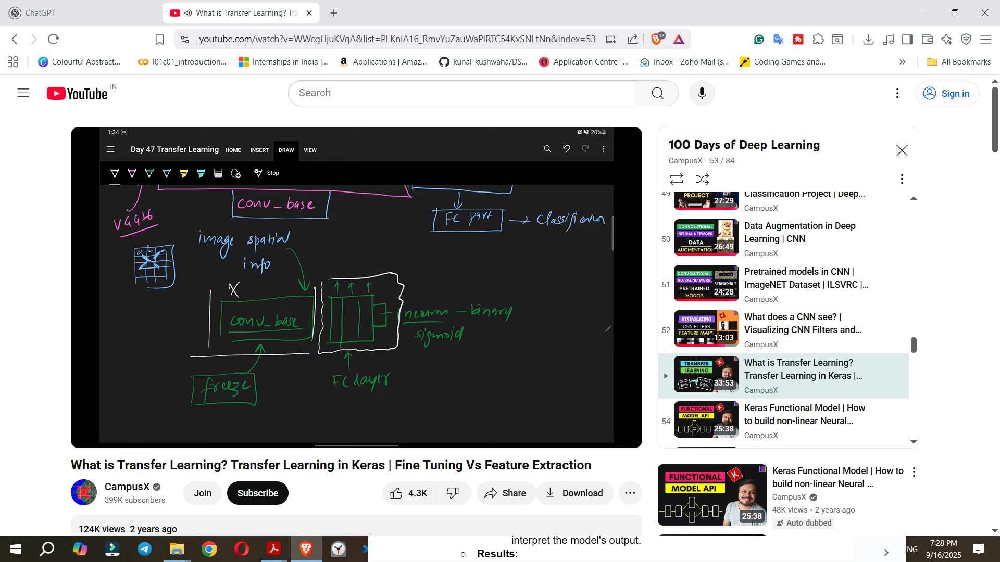 ChatGPT
What is Transfer Learning? Tra
youtube.com/watch?v=WWcgHjuKVqA&list=PLKnIA16_RmvYuZauWaPlRTC54KxSNLtNn&index=53
12
Colourful Abstract...
l01c01_introduction...
Internships in India |...
Applications | Amaz...
kunal-kushwaha/DS...
Application Centre -...
Inbox - Zoho Mail (s...
Coding Games and...
All Bookmarks
YouTube IN
Search
Sign in
1:34
20%
Day 47 Transfer Learning HOME INSERT DRAW VIEW
Stop
conv_base
VGG16
FC part → Classification
image spatial
info
X
conv_base
neuron - binary
sigmoid
FC layer
freeze
100 Days of Deep Learning
CampusX - 53 / 84
49
PROJECT
27:29
Classification Project | Deep...
CampusX
50
CONVOLUTIONAL
NEURAL NETWORK
DATA
AUGMENTATION
26:49
Data Augmentation in Deep
Learning | CNN
CampusX
51
CONVOLUTIONAL
NEURAL NETWORK
PRETRAINED
MODELS
VGGNET
24:28
Pretrained models in CNN |
ImageNET Dataset | ILSVRC |...
CampusX
52
VISUALIZING
CNN FILTERS
FEATURE MAPS
13:03
What does a CNN see? |
Visualizing CNN Filters and...
CampusX
TRANSFER
LEARNING
K
80%
98%
33:53
What is Transfer Learning?
Transfer Learning in Keras |...
CampusX
54
FUNCTIONAL
MODEL API
K
25:38
Keras Functional Model | How
to build non-linear Neural...
CampusX
What is Transfer Learning? Transfer Learning in Keras | Fine Tuning Vs Feature Extraction
CampusX
399K subscribers
Join
Subscribe
4.3K
Share
Download
124K views 2 years ago
FUNCTIONAL
MODEL API
K
25:38
Keras Functional Model | How to
build non-linear Neural ...
CampusX
48K views • 2 years ago
Auto-dubbed
interpret the model's output.
Results:
ENG
7:28 PM
9/16/2025